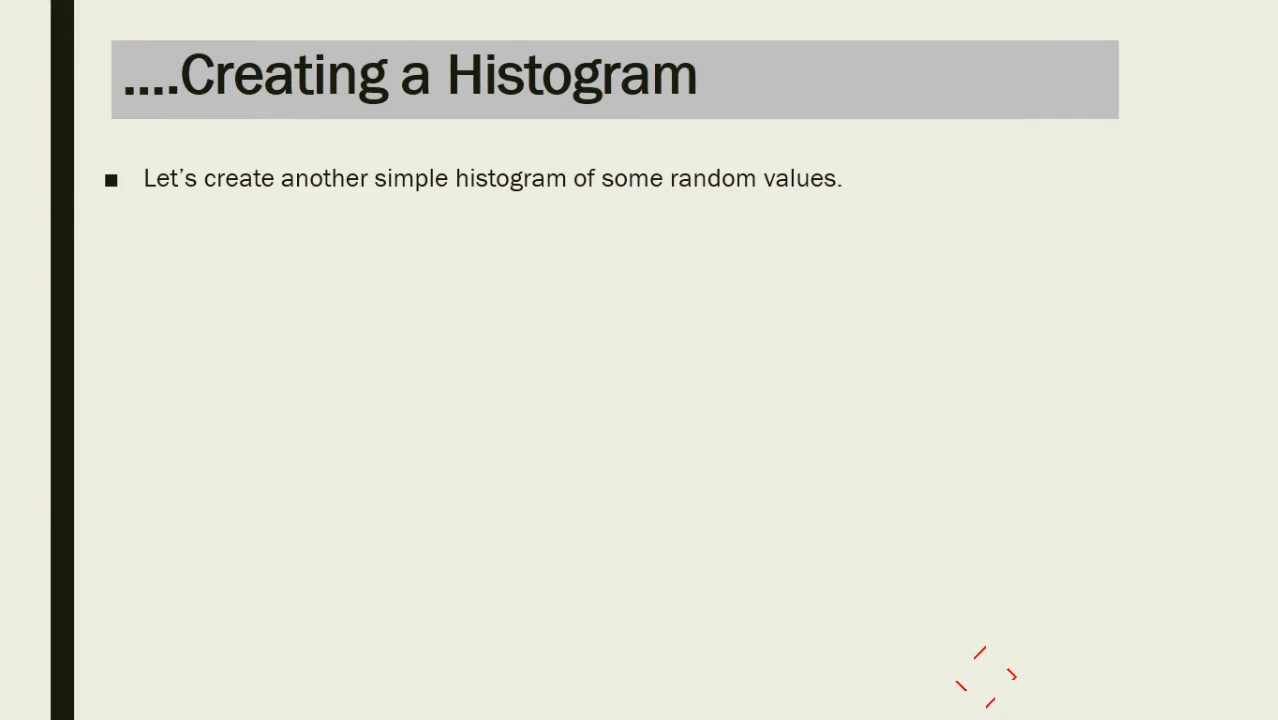 ....Creating a Histogram
■ Let’s create another simple histogram of some random values.